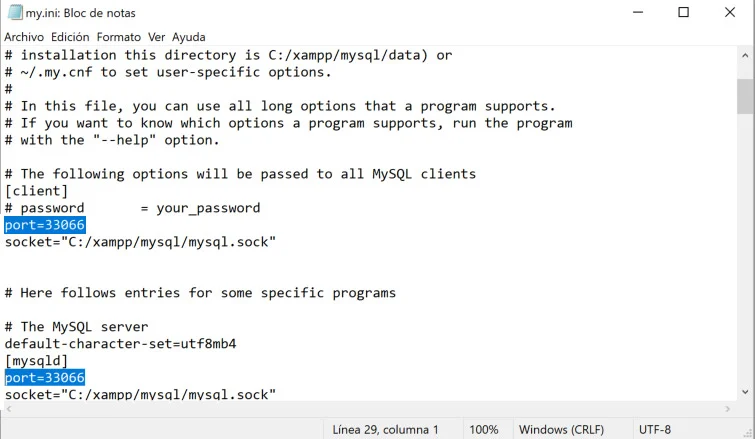 my.ini: Bloc de notas
Archivo Edición Formato Ver Ayuda
# installation this directory is C:/xampp/mysql/data) or
# ~/.my.cnf to set user-specific options.
#
# In this file, you can use all long options that a program supports.
# If you want to know which options a program supports, run the program
# with the "--help" option.
# The following options will be passed to all MySQL clients
[client]
# password       = your_password
port=33066
socket="C:/xampp/mysql/mysql.sock"
# Here follows entries for some specific programs
# The MySQL server
default-character-set=utf8mb4
[mysqld]
port=33066
socket="C:/xampp/mysql/mysql.sock"
Línea 29, columna 1 100% Windows (CRLF) UTF-8